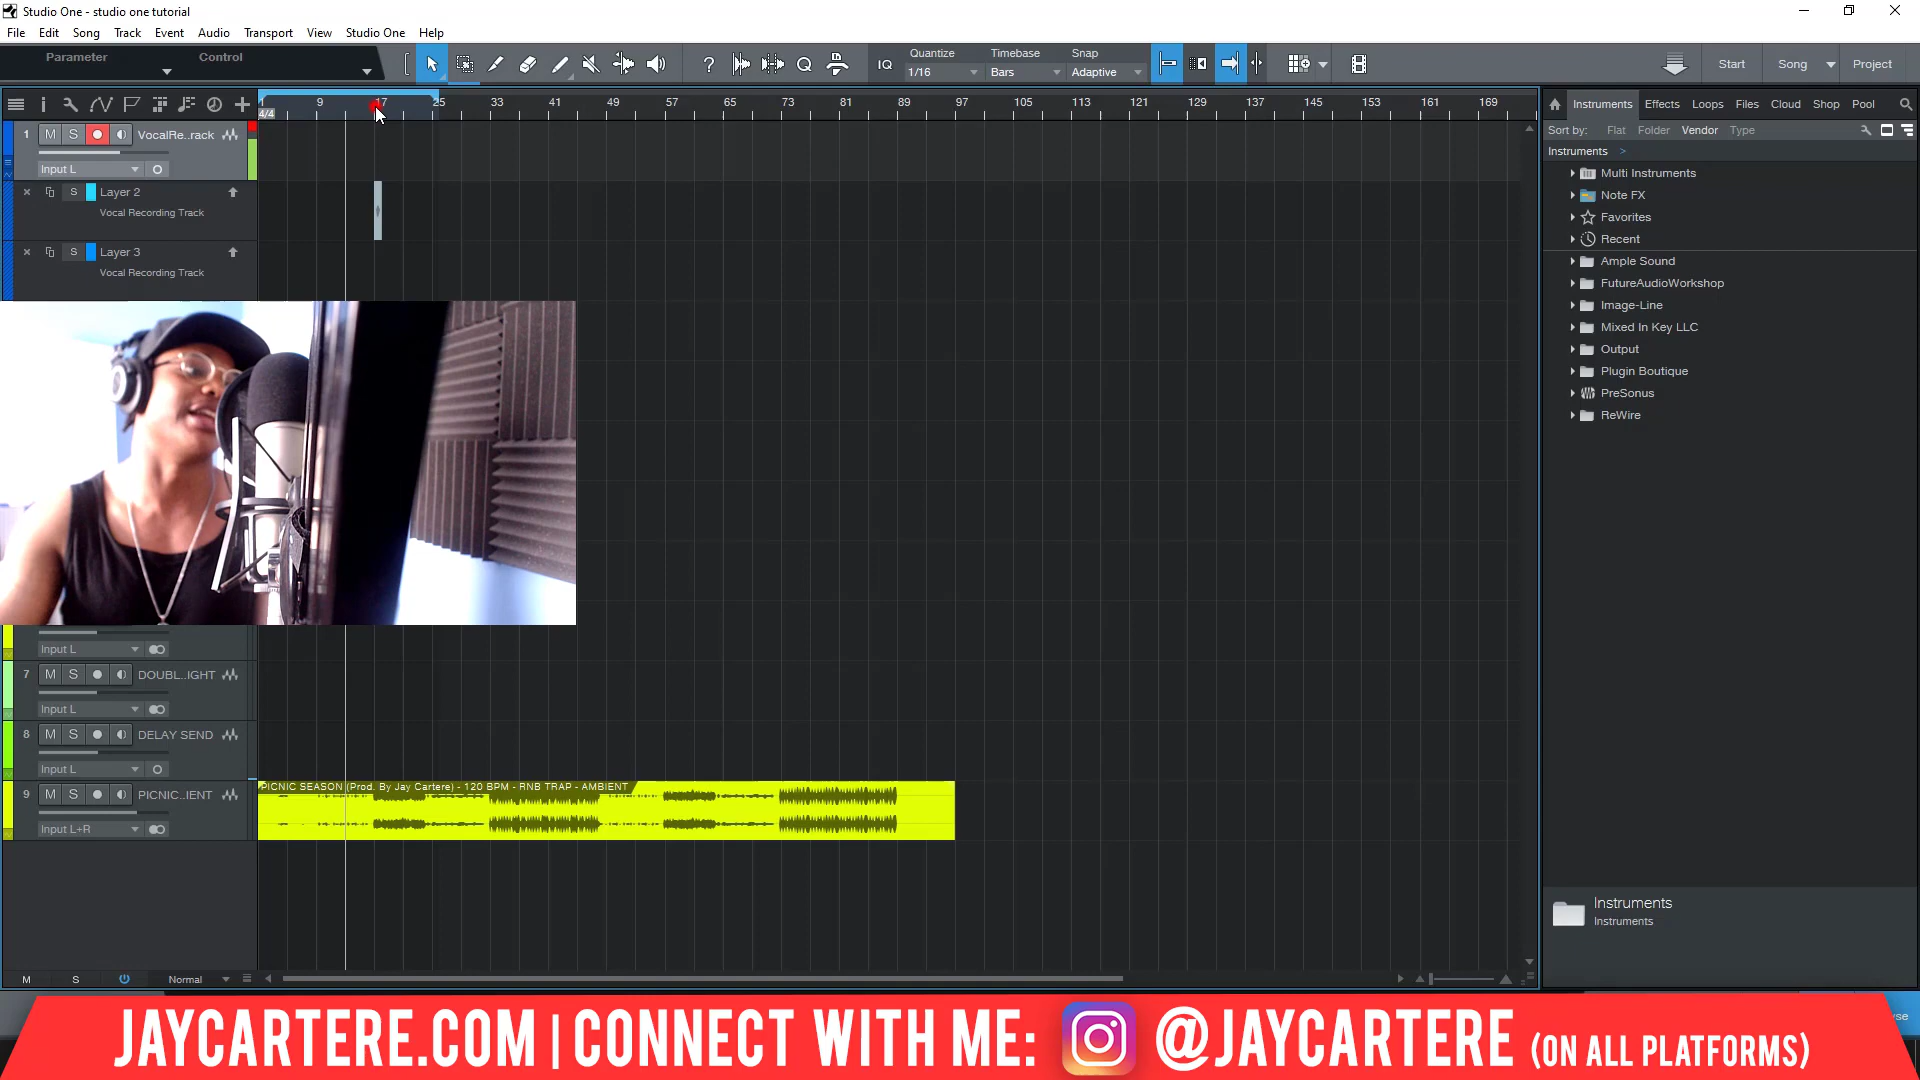 Studio One - studio one tutorial
File Edit Song Track Event Audio Transport View Studio One Help
Parameter Control
IQ
Quantize Timebase Snap
1/16 Bars Adaptive
Start Song Project
9 17 25 33 41 49 57 65 73 81 89 97 105 113 121 129 137 145 153 161 169
4/4
1 M S VocalRe..rack
Input L
S Layer 2
Vocal Recording Track
S Layer 3
Vocal Recording Track
Input L
7 M S DOUBL..IGHT
Input L
8 M S DELAY SEND
Input L
9 M S PICNIC..IENT
Input L+R
PICNIC SEASON (Prod. By Jay Cartere) - 120 BPM - RNB TRAP - AMBIENT
M S Normal
Instruments Effects Loops Files Cloud Shop Pool
Sort by: Flat Folder Vendor Type
Instruments >
Multi Instruments
Note FX
Favorites
Recent
Ample Sound
FutureAudioWorkshop
Image-Line
Mixed In Key LLC
Output
Plugin Boutique
PreSonus
ReWire
Instruments
Instruments
JAYCARTERE.COM | CONNECT WITH ME: @JAYCARTERE (ON ALL PLATFORMS)